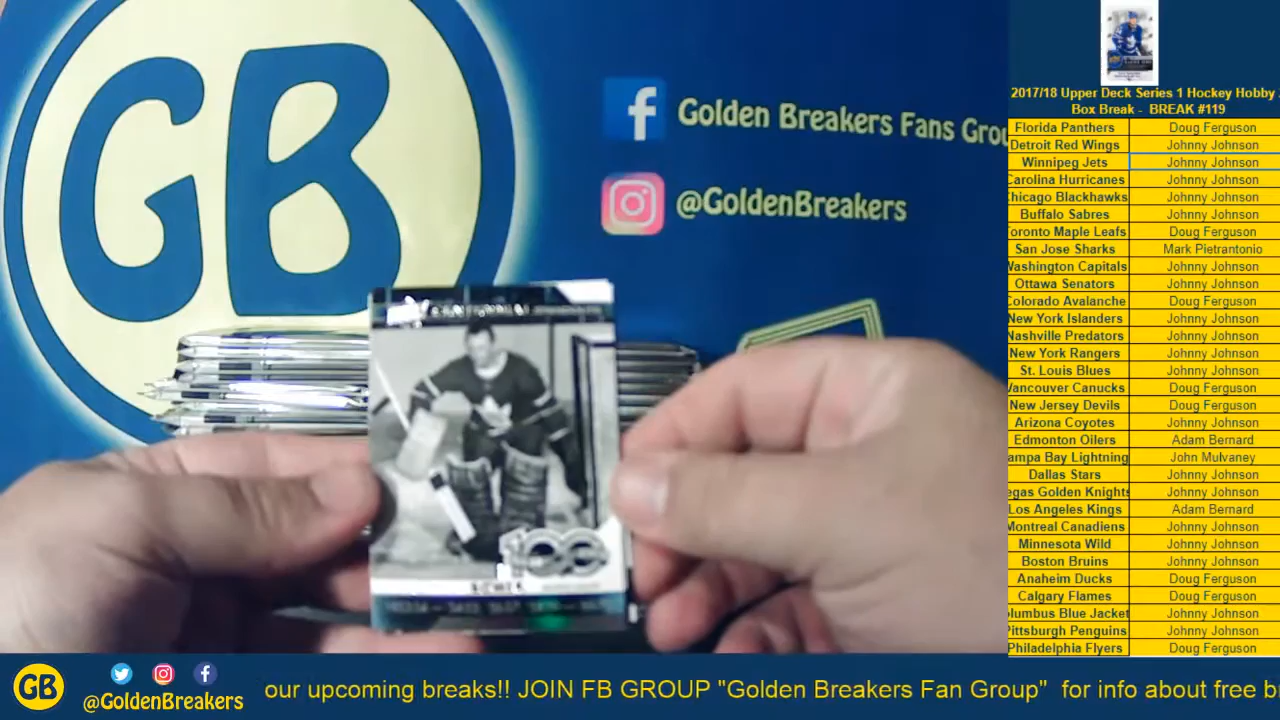 GB
f Golden Breakers Fans Grou
@GoldenBreakers
100
2017/18 Upper Deck Series 1 Hockey Hobby
Box Break - BREAK #119
Florida Panthers Doug Ferguson
Detroit Red Wings Johnny Johnson
Winnipeg Jets Johnny Johnson
Carolina Hurricanes Johnny Johnson
Chicago Blackhawks Johnny Johnson
Buffalo Sabres Johnny Johnson
Toronto Maple Leafs Doug Ferguson
San Jose Sharks Mark Pietrantonio
Washington Capitals Johnny Johnson
Ottawa Senators Johnny Johnson
Colorado Avalanche Doug Ferguson
New York Islanders Johnny Johnson
Nashville Predators Johnny Johnson
New York Rangers Johnny Johnson
St. Louis Blues Johnny Johnson
Vancouver Canucks Doug Ferguson
New Jersey Devils Doug Ferguson
Arizona Coyotes Johnny Johnson
Edmonton Oilers Adam Bernard
ampa Bay Lightning John Mulvaney
Dallas Stars Johnny Johnson
egas Golden Knights Johnny Johnson
Los Angeles Kings Adam Bernard
Montreal Canadiens Johnny Johnson
Minnesota Wild Johnny Johnson
Boston Bruins Johnny Johnson
Anaheim Ducks Doug Ferguson
Calgary Flames Doug Ferguson
olumbus Blue Jacket Johnny Johnson
Pittsburgh Penguins Johnny Johnson
Philadelphia Flyers Doug Ferguson
GB
@GoldenBreakers
our upcoming breaks!! JOIN FB GROUP "Golden Breakers Fan Group" for info about free b